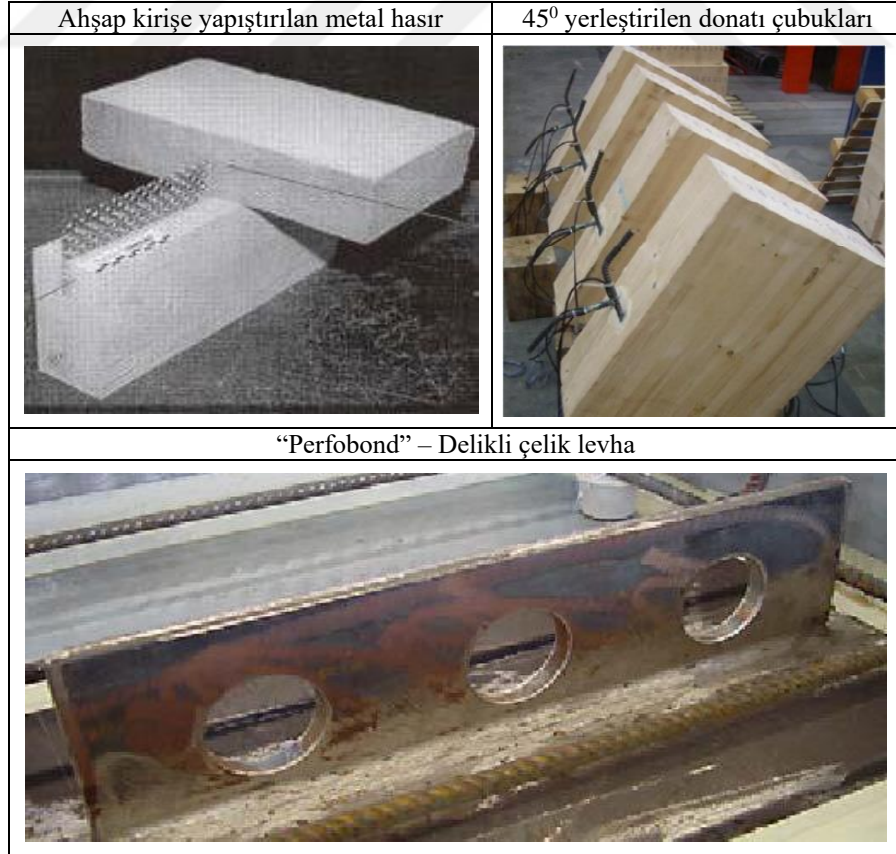 Ahşap kirişe yapıştırılan metal hasır
45⁰ yerleştirilen donatı çubukları
“Perfobond” – Delikli çelik levha